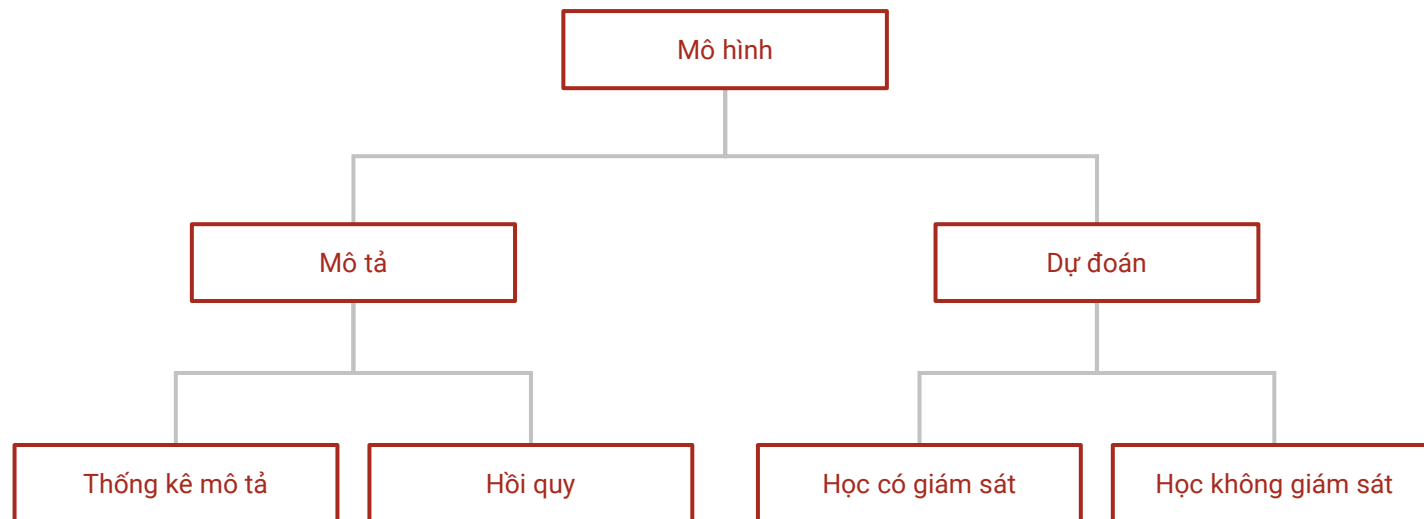 Mô hình
Mô tả
Dự đoán
Thống kê mô tả
Hồi quy
Học có giám sát
Học không giám sát